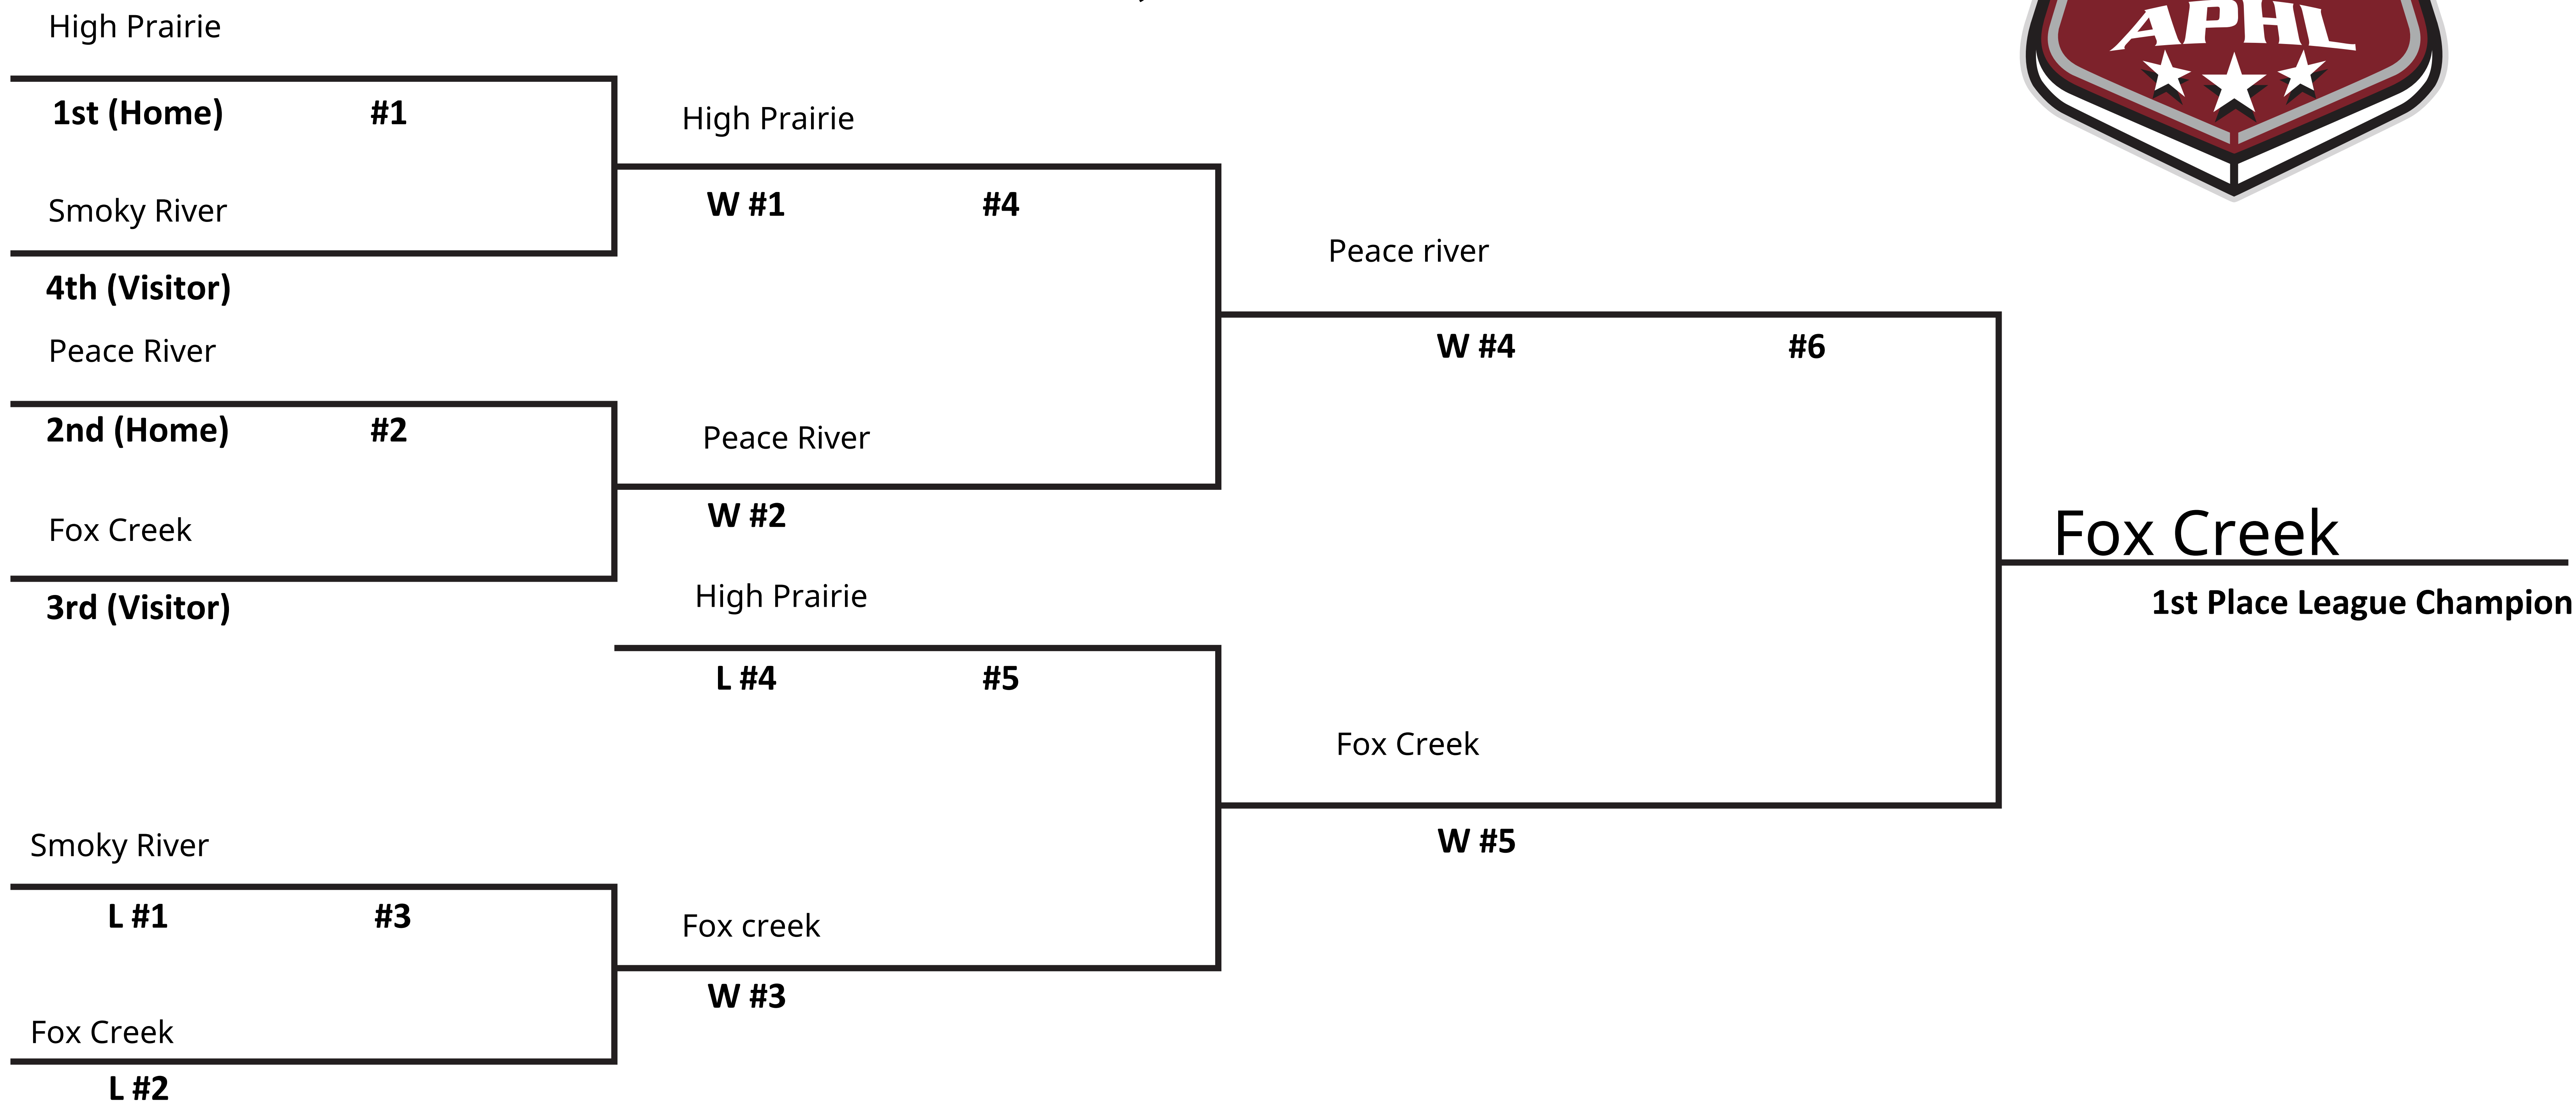 APHL
High Prairie
1st (Home) #1
High Prairie
W #1 #4
Smoky River
4th (Visitor)
Peace river
W #4 #6
Peace River
2nd (Home) #2
Peace River
W #2
Fox Creek
3rd (Visitor)
Fox Creek
1st Place League Champion
High Prairie
L #4 #5
Fox Creek
W #5
Smoky River
L #1 #3
Fox creek
W #3
Fox Creek
L #2